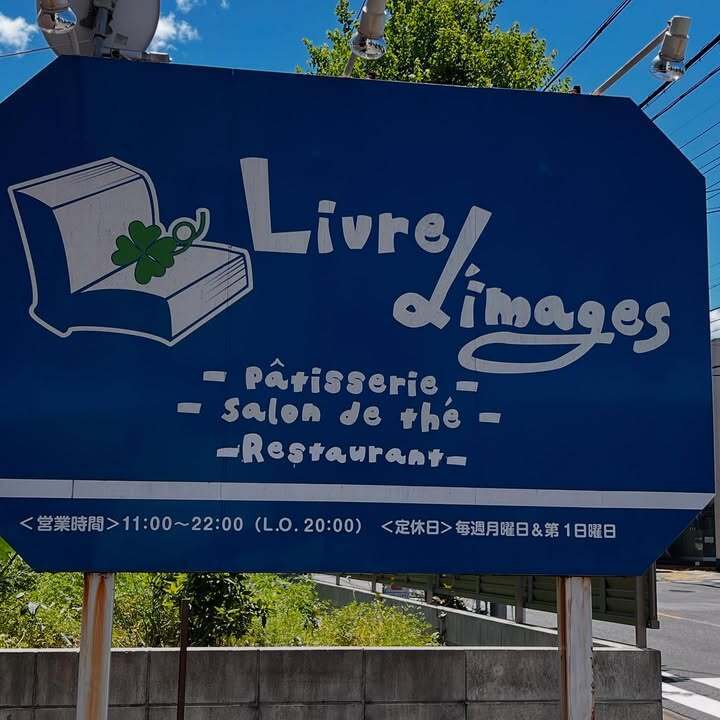 Livre
d'images
- pâtisserie -
- salon de thé -
- Restaurant -
＜営業時間＞11:00〜22:00（L.O. 20:00） ＜定休日＞毎週月曜日＆第1日曜日